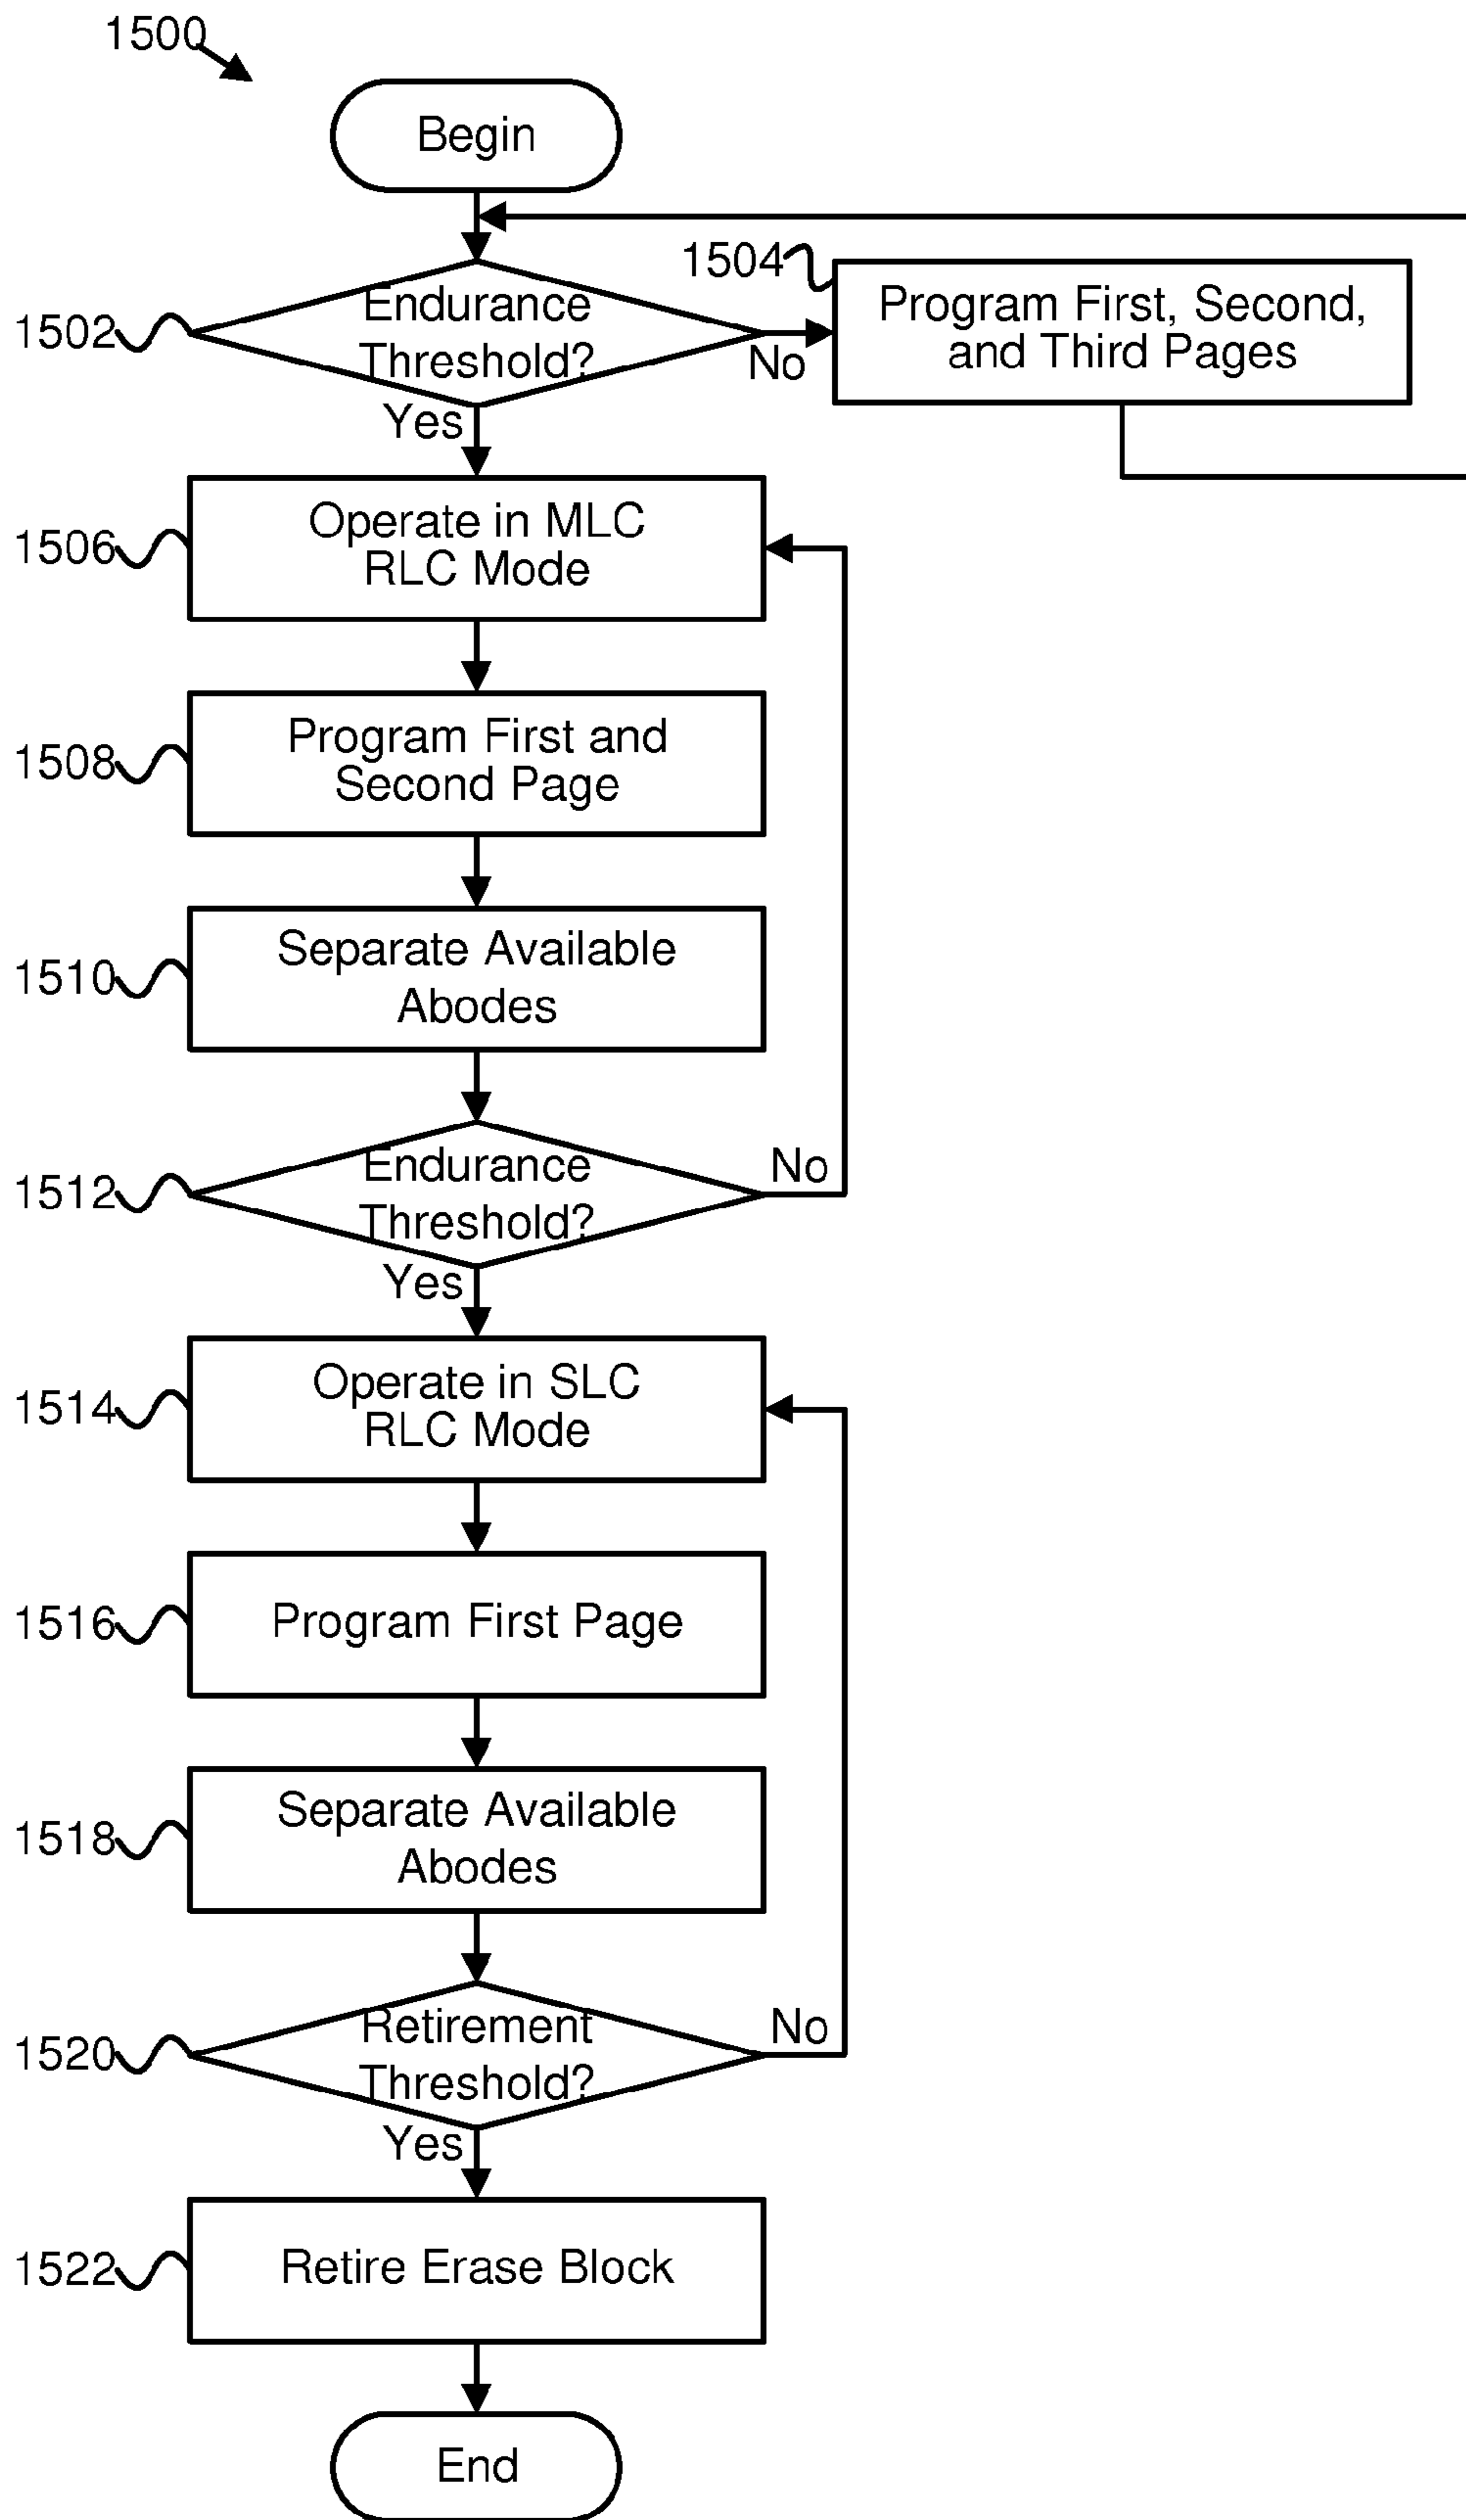 1500
Begin
1502
Endurance
Threshold?
No
Yes
1504
Program First, Second,
and Third Pages
1506
Operate in MLC
RLC Mode
1508
Program First and
Second Page
1510
Separate Available
Abodes
1512
Endurance
Threshold?
No
Yes
1514
Operate in SLC
RLC Mode
1516
Program First Page
1518
Separate Available
Abodes
1520
Retirement
Threshold?
No
Yes
1522
Retire Erase Block
End